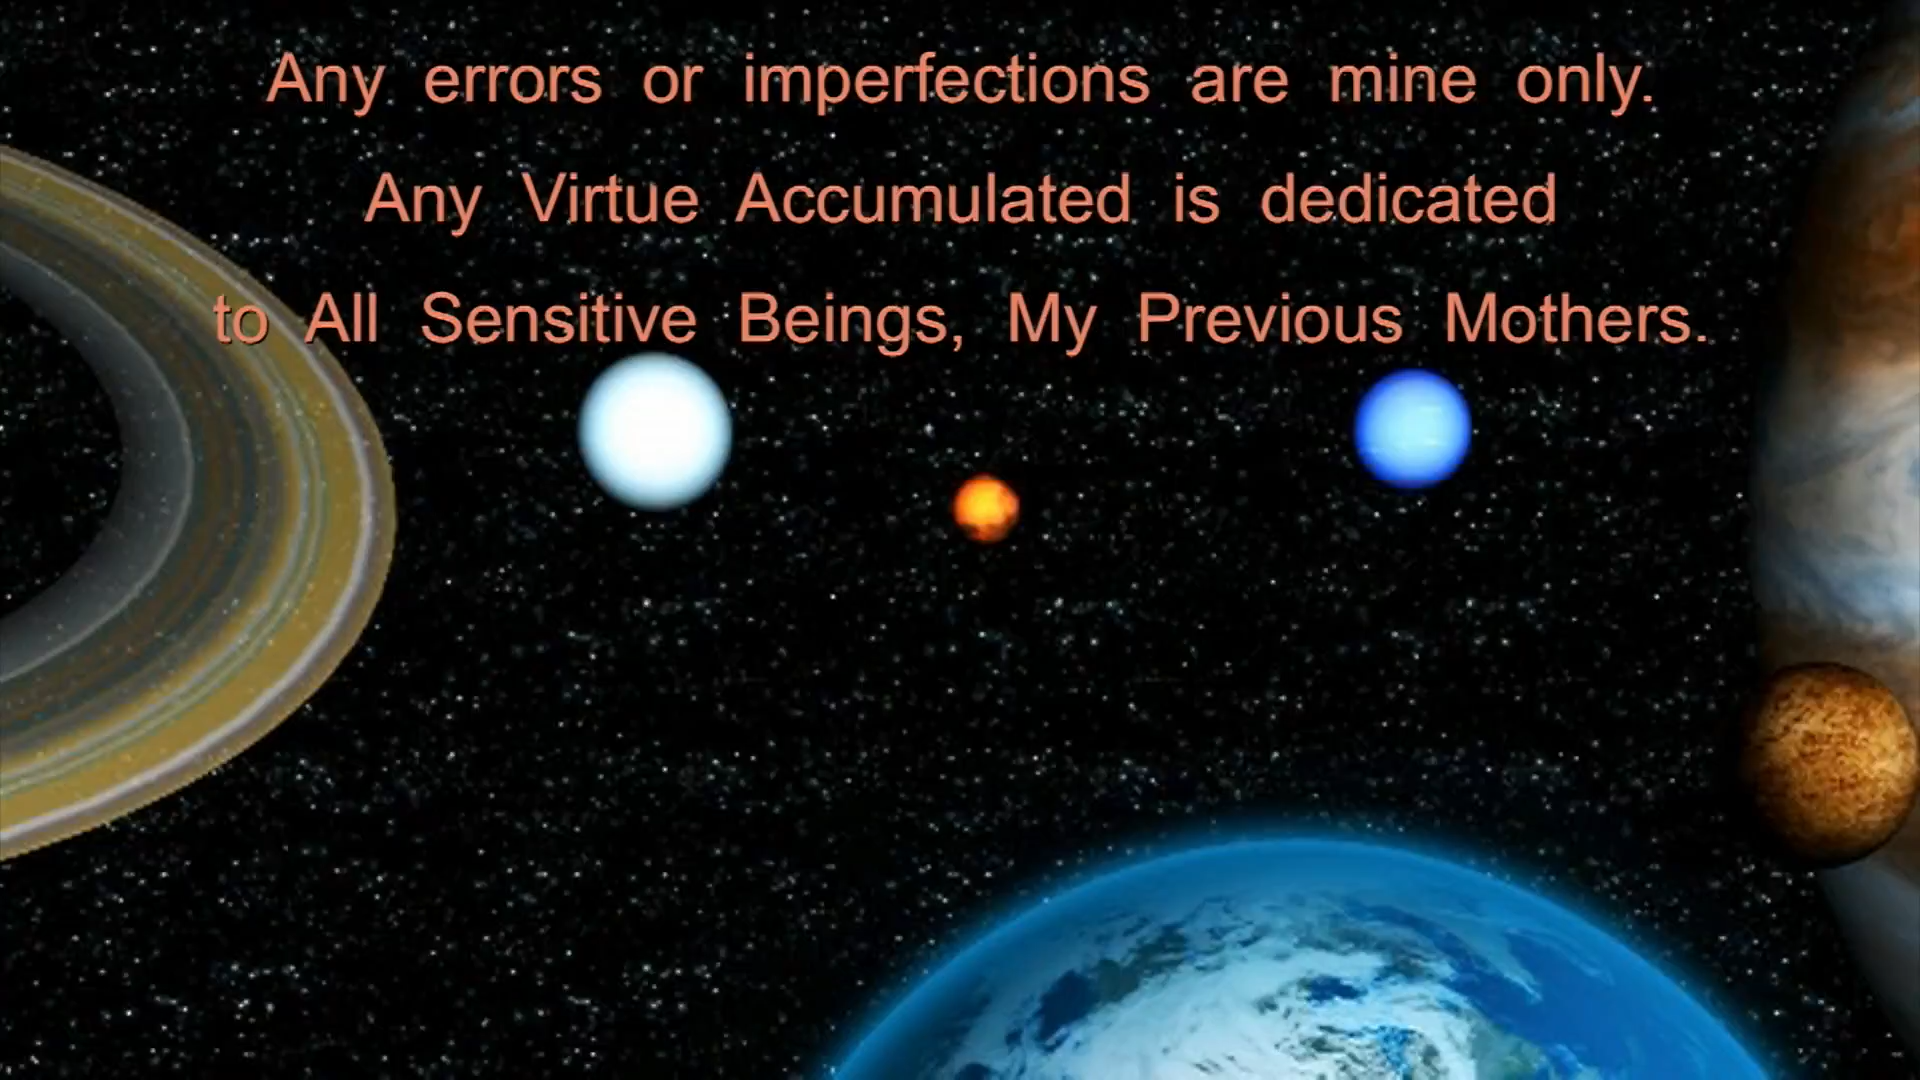 Any errors or imperfections are mine only.
Any Virtue Accumulated is dedicated
to All Sensitive Beings, My Previous Mothers.